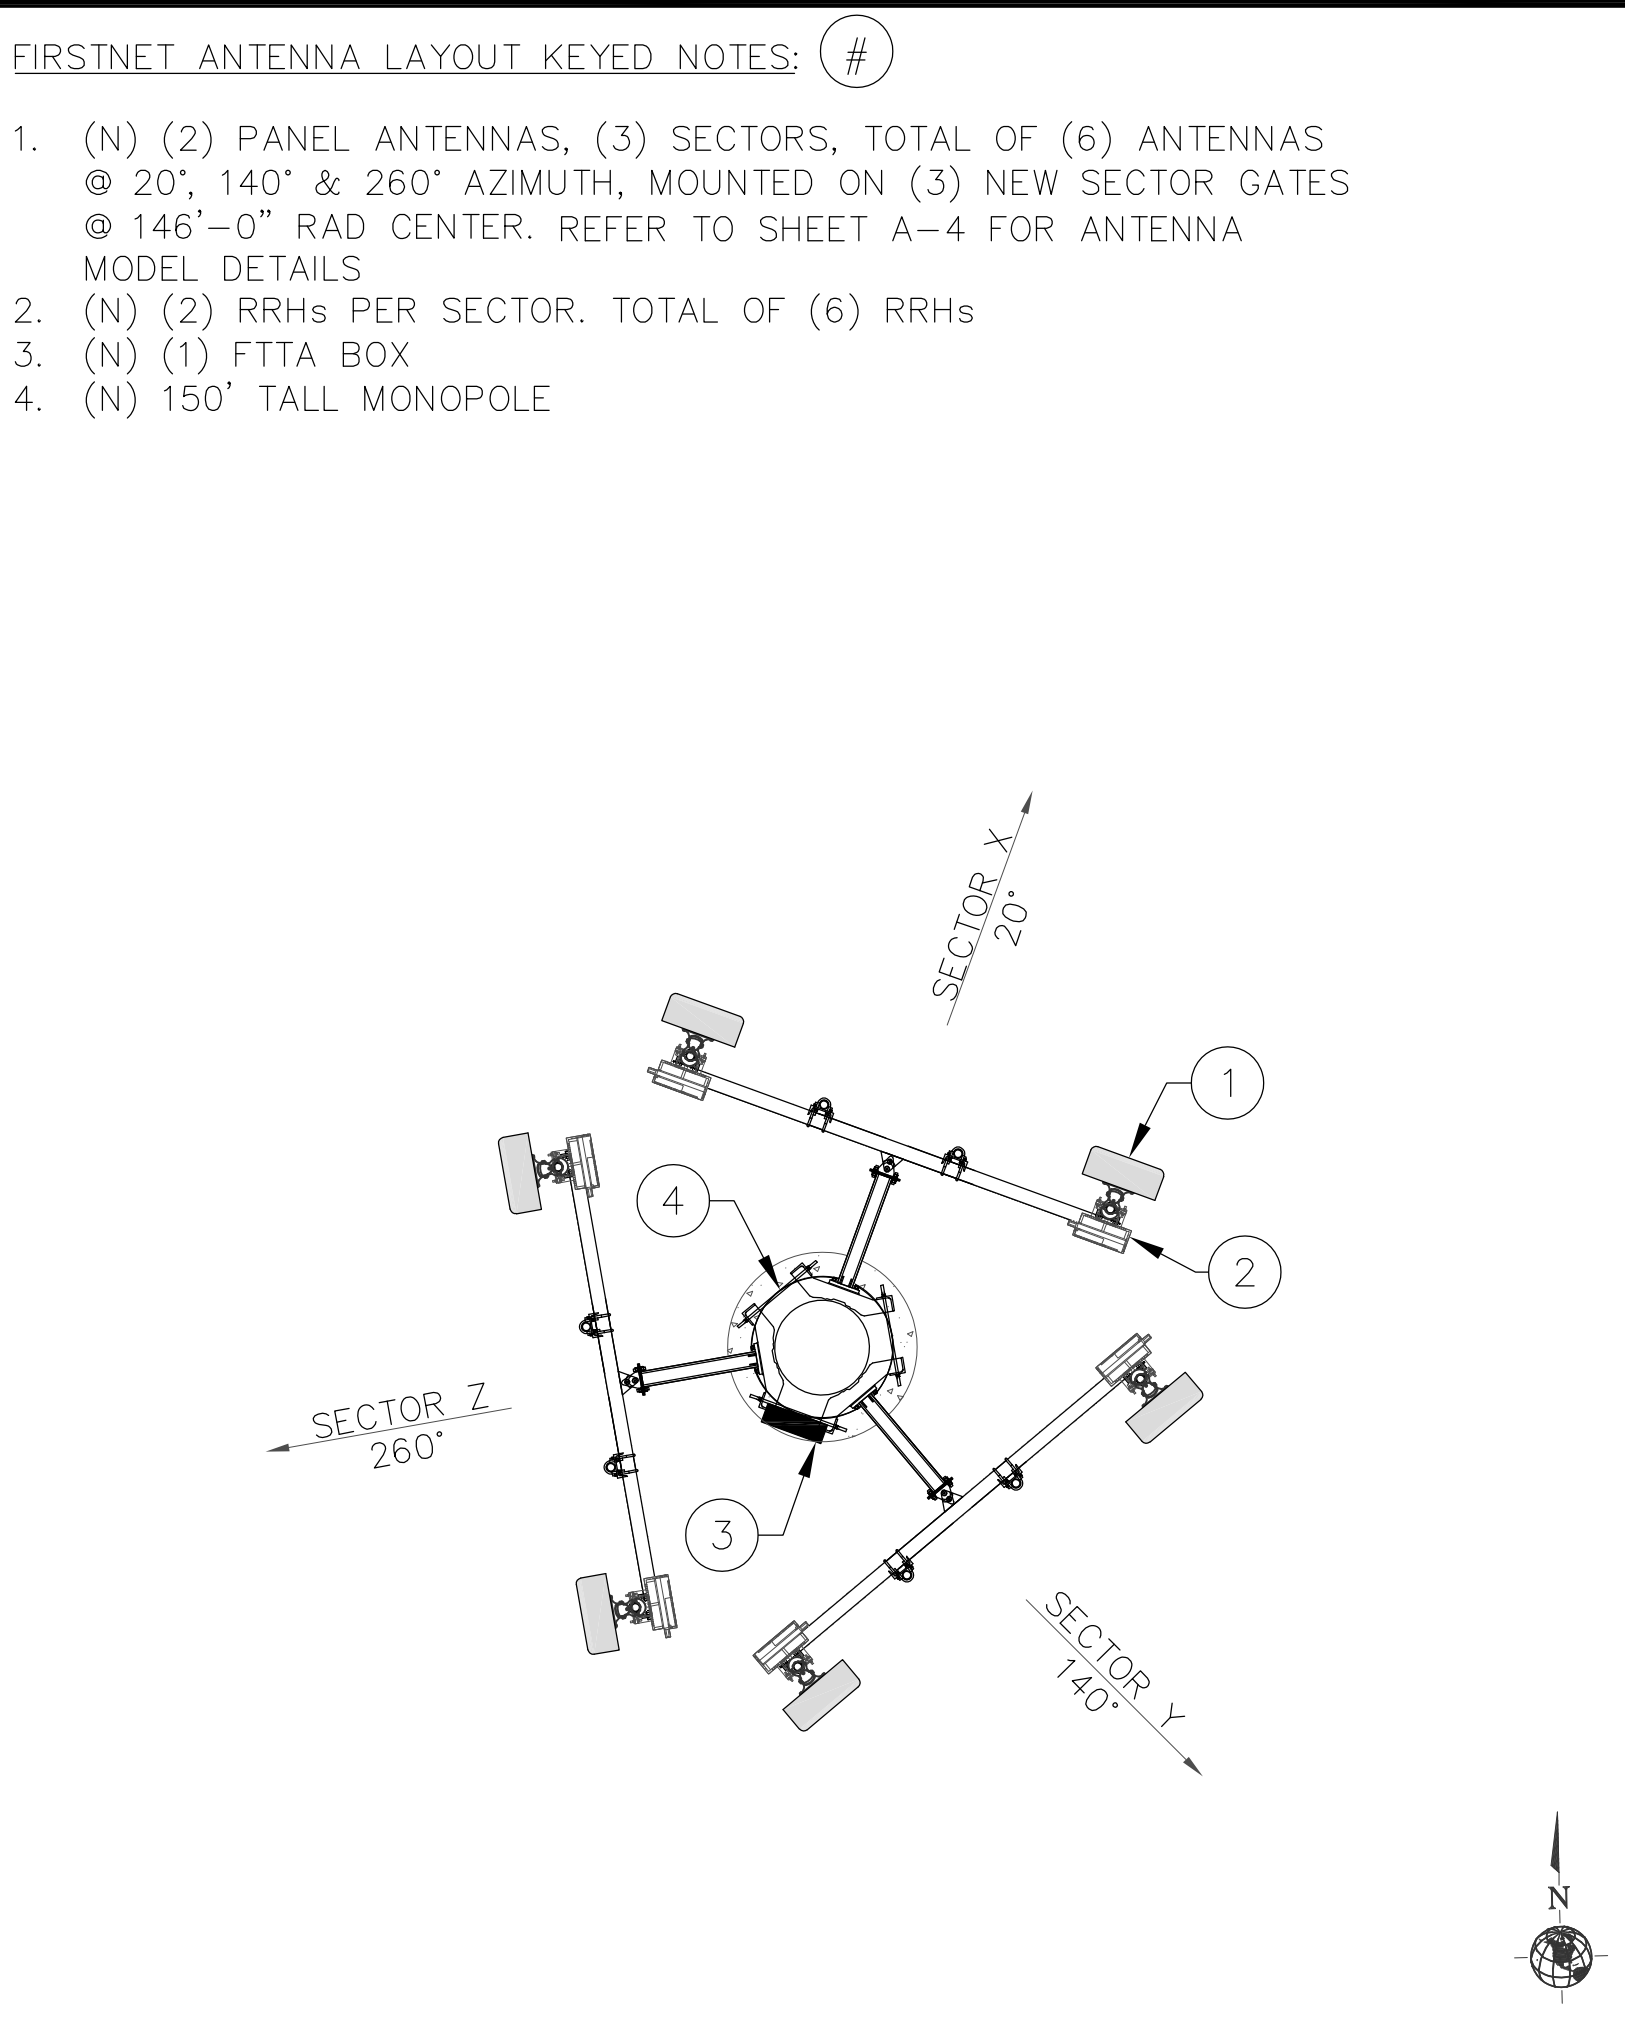 FIRSTNET ANTENNA LAYOUT KEYED NOTES: #
1. (N) (2) PANEL ANTENNAS, (3) SECTORS, TOTAL OF (6) ANTENNAS
@ 20°, 140° & 260° AZIMUTH, MOUNTED ON (3) NEW SECTOR GATES
@ 146'-0" RAD CENTER. REFER TO SHEET A-4 FOR ANTENNA
MODEL DETAILS
2. (N) (2) RRHs PER SECTOR. TOTAL OF (6) RRHs
3. (N) (1) FTTA BOX
4. (N) 150' TALL MONOPOLE
SECTOR X
20°
1
4
2
SECTOR Z
260°
3
SECTOR Y
140°
N